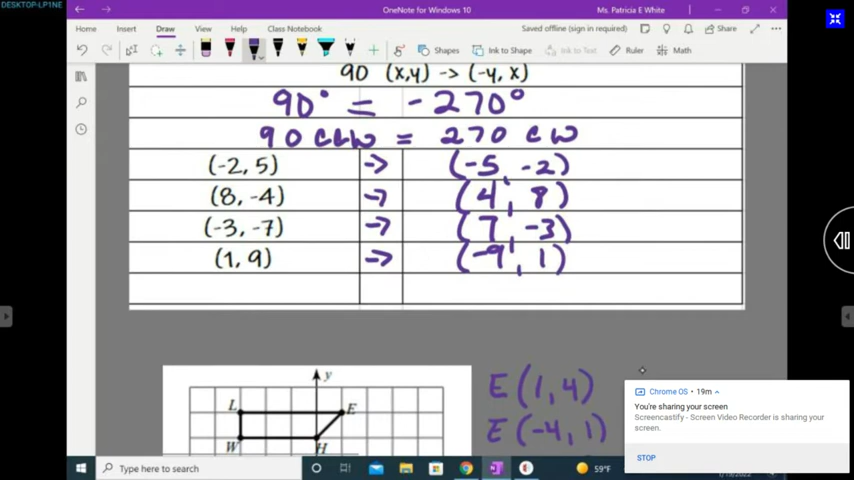 DESKTOP-LP1NE
OneNote for Windows 10
Ms. Patricia E White
Home Insert Draw View Help Class Notebook
Saved offline (sign in required)
Share
Shapes Ink to Shape Ink to Text Ruler Math
90 (x,y) -> (-y, x)
90° = -270°
90 CCW = 270 CW
(-2, 5) -> (-5, -2)
(8, -4) -> (4, 8)
(-3, -7) -> (7, -3)
(1, 9) -> (-9, 1)
y
L E
W H
E (1, 4)
E (-4, 1)
Chrome OS • 19m
You're sharing your screen
Screencastify - Screen Video Recorder is sharing your
screen.
STOP
Type here to search
59°F